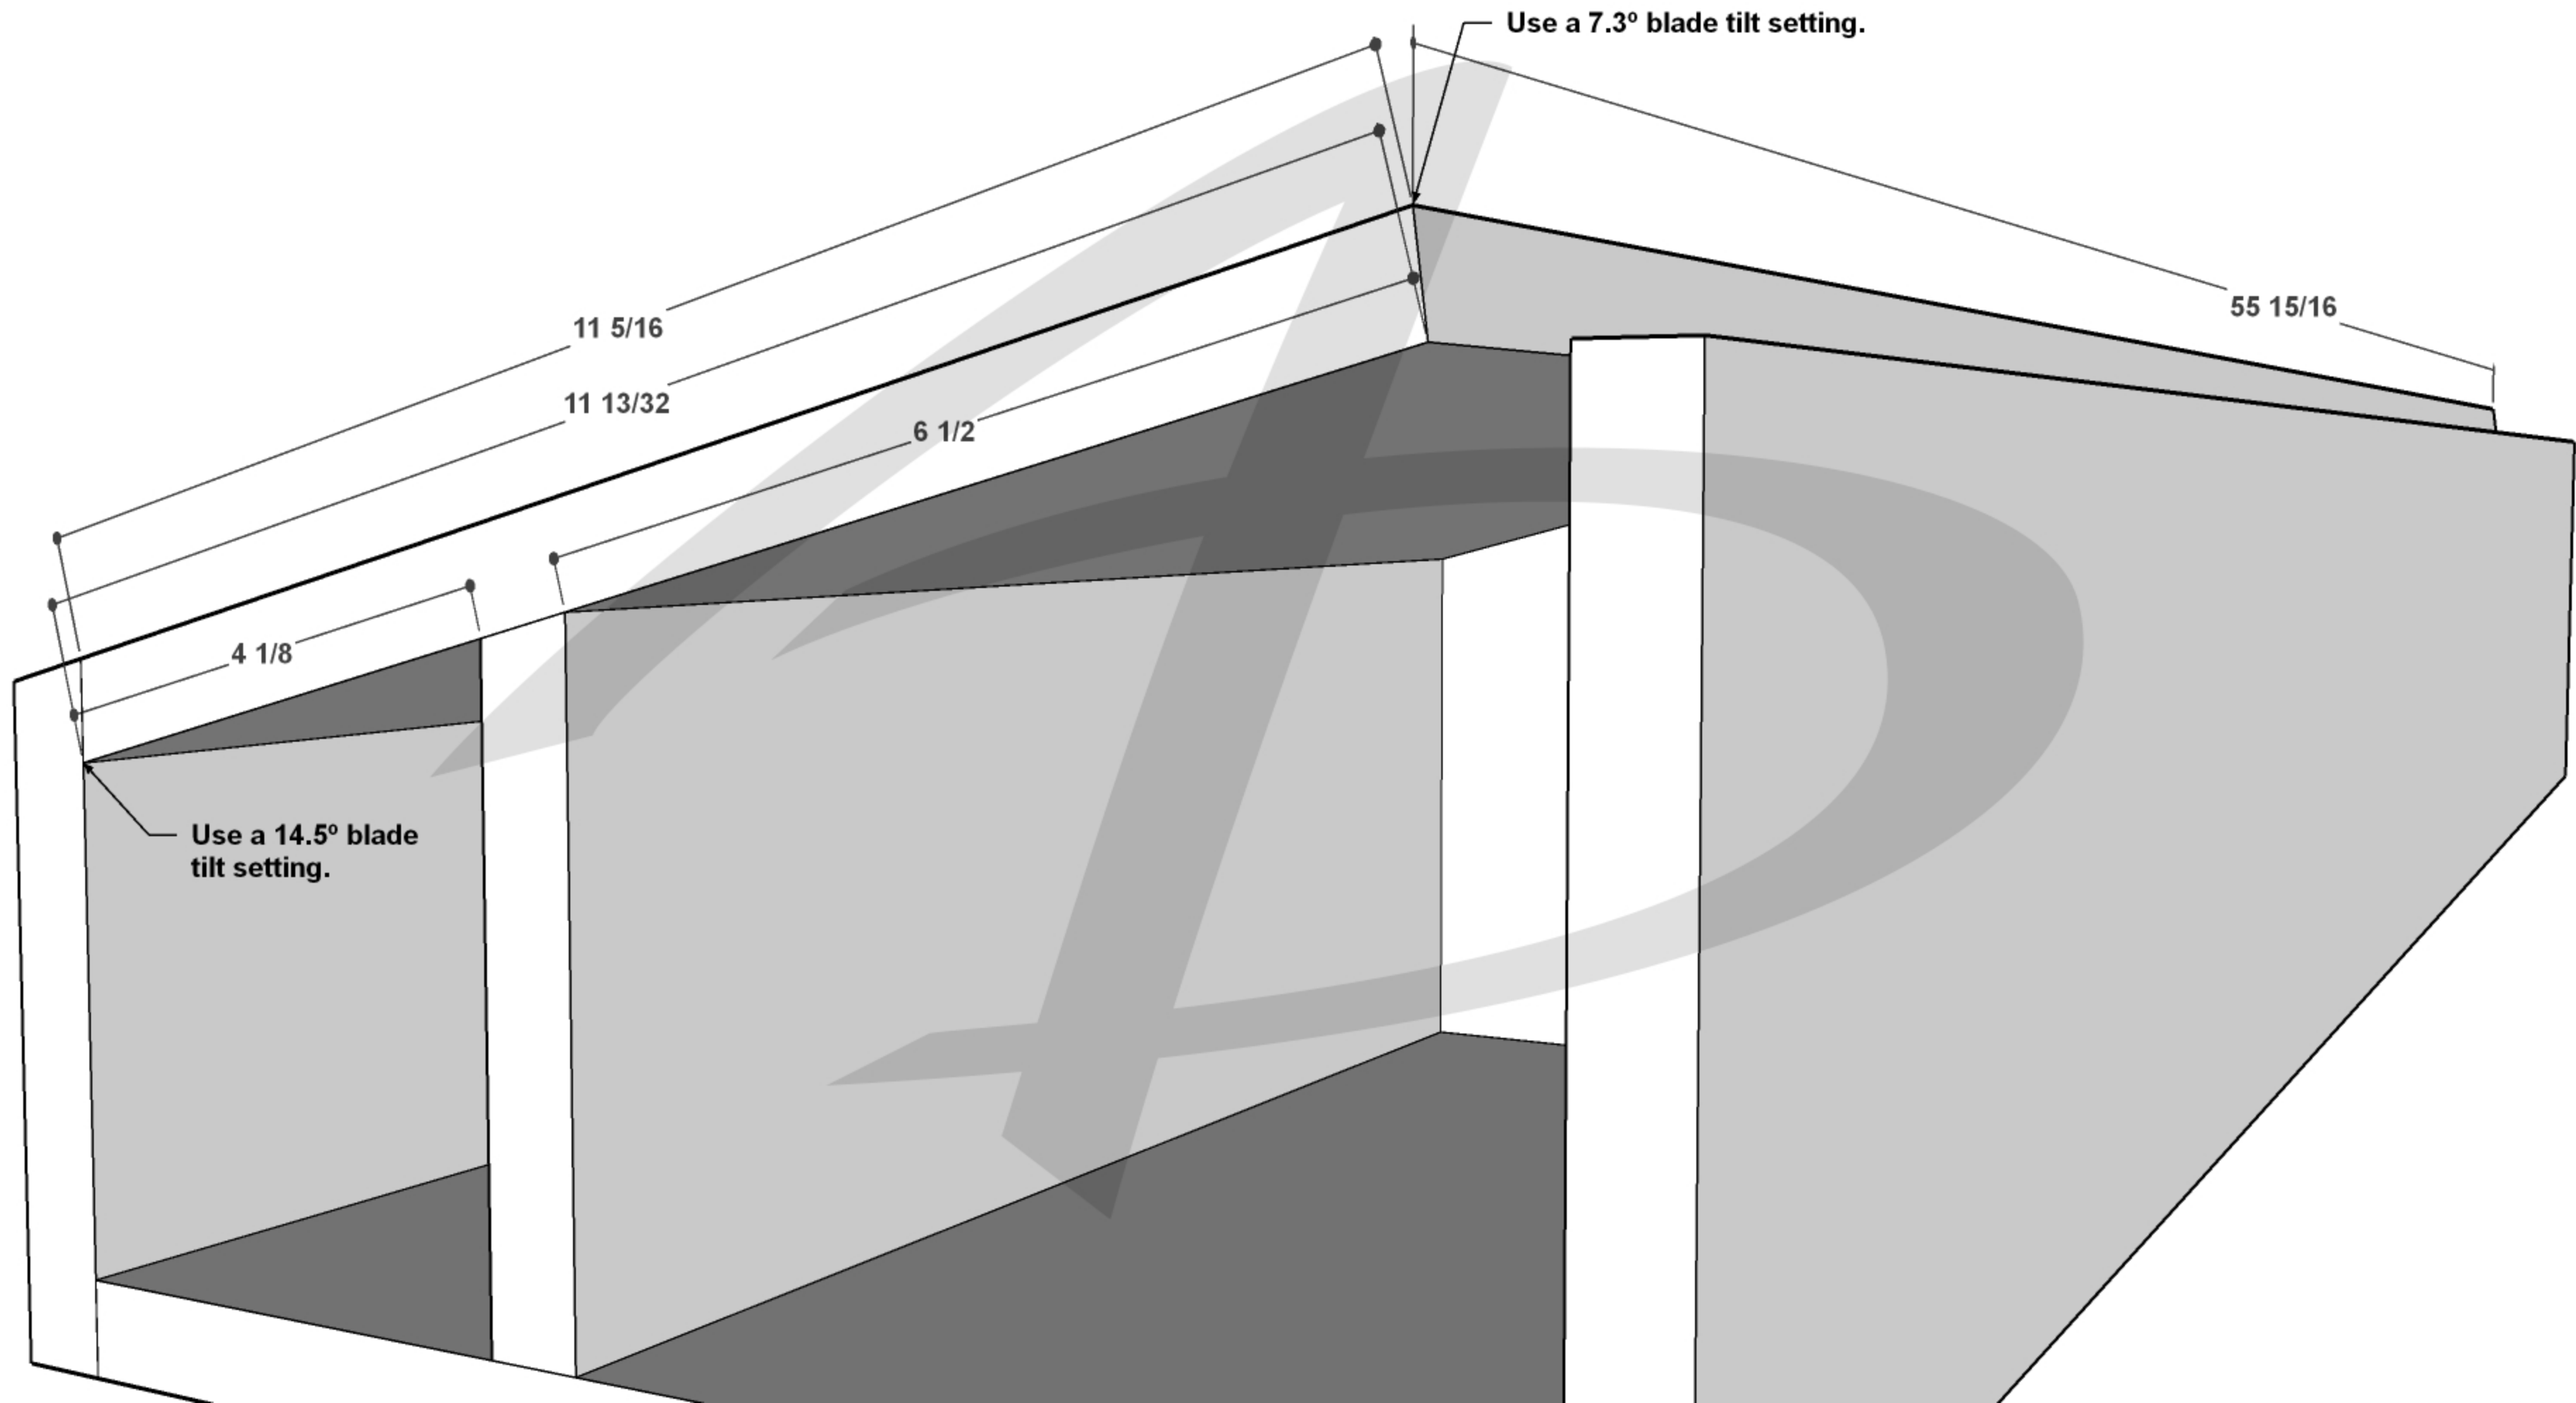 Use a 7.3º blade tilt setting.
55 15/16
11 5/16
11 13/32
6 1/2
4 1/8
Use a 14.5º blade
tilt setting.